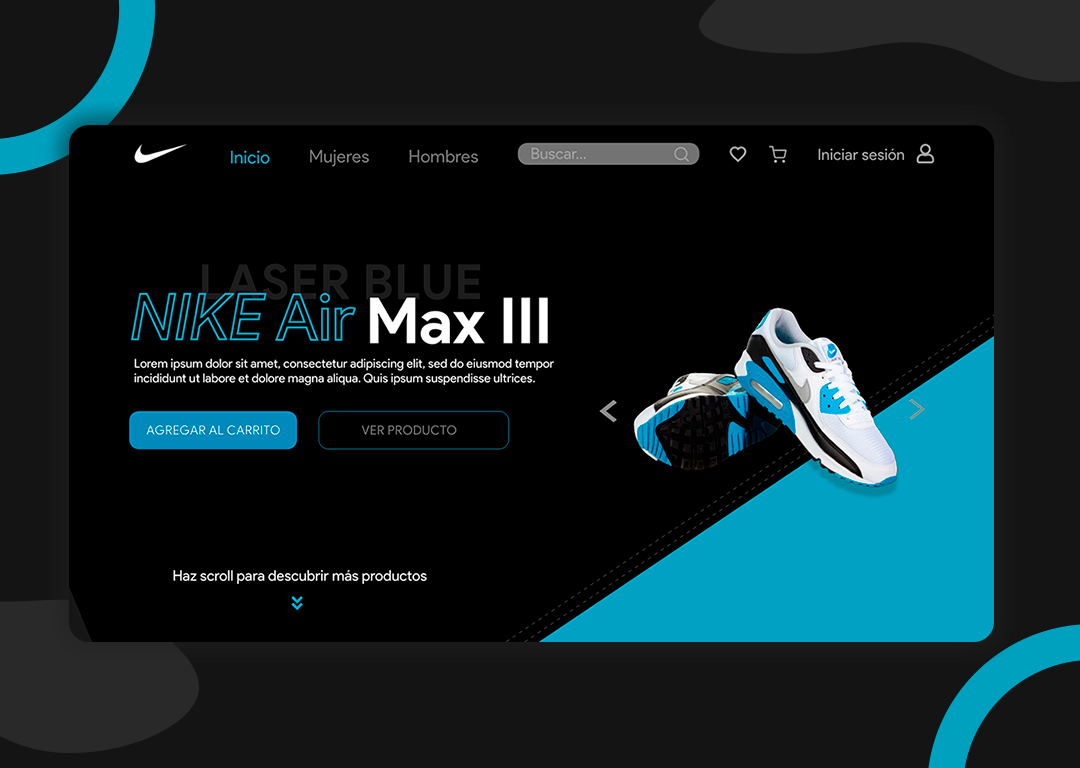 Inicio
Mujeres
Hombres
Buscar...
Iniciar sesión
LASER BLUE
NIKE Air Max III
Lorem ipsum dolor sit amet, consectetur adipiscing elit, sed do eiusmod tempor
incididunt ut labore et dolore magna aliqua. Quis ipsum suspendisse ultrices.
AGREGAR AL CARRITO
VER PRODUCTO
Haz scroll para descubrir más productos